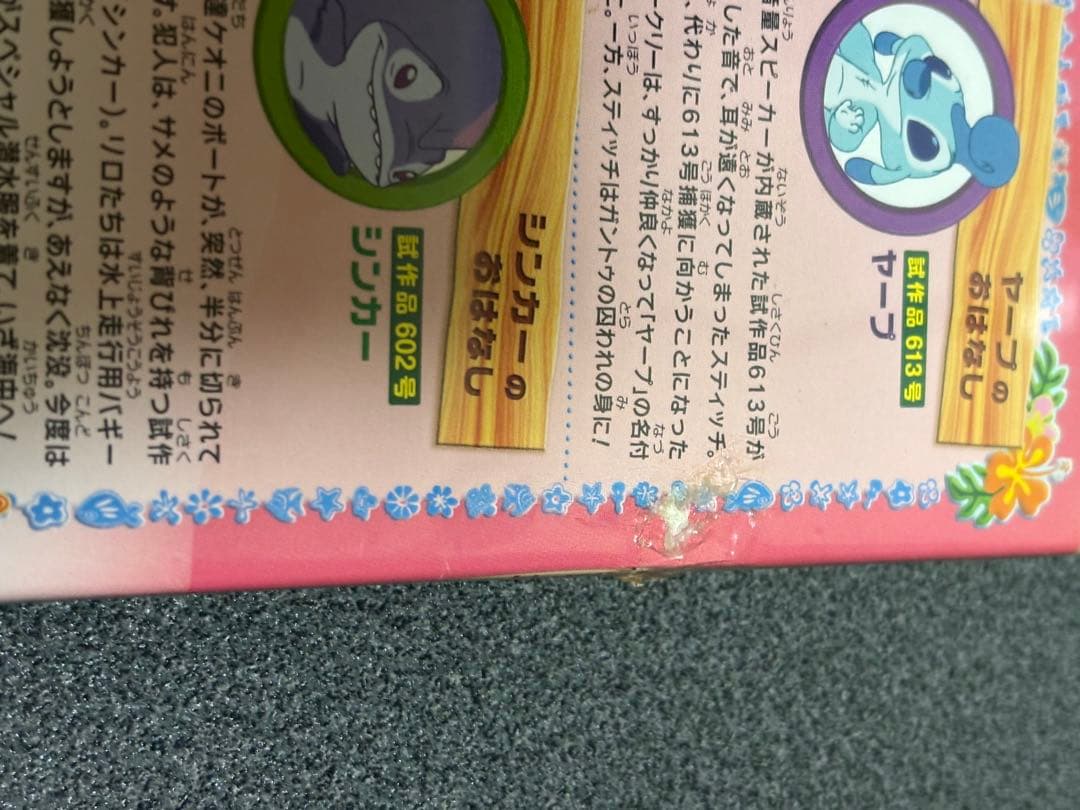 ヤープの
おはなし
試作品 613号
ヤープ
量スピーカーが内蔵された試作品613号が
した音で、耳が遠くなってしまったスティッチ。
、代わりに613号捕獲に向かうことになった
ークリーは、すっかり仲良くなって「ヤープ」の名付
に。一方、スティッチはガントゥの囚われの身に!
シンカーの
おはなし
試作品 602号
シンカー
達ケオニのボートが、突然、半分に切られて
す。犯人は、サメのような背びれを持つ試作
シンカー)。リロたちは水上走行用バギー
獲しようとしますが、あえなく沈没。今度は
がスペシャル潜水服を着て、いざ海中へ!